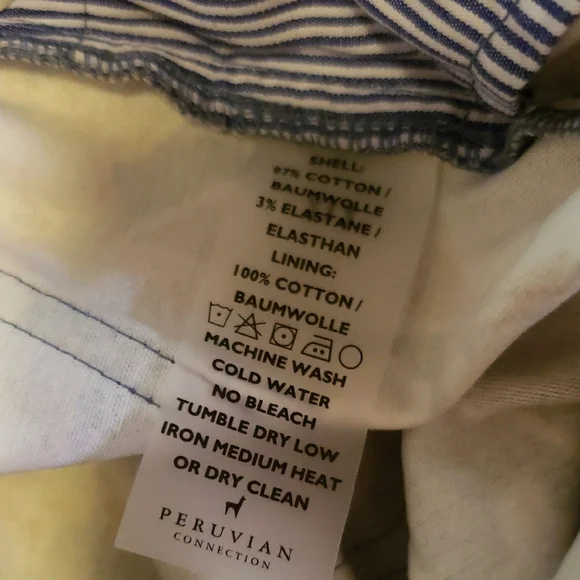 SHELL:
97% COTTON /
BAUMWOLLE
3% ELASTANE /
ELASTHAN
LINING:
100% COTTON /
BAUMWOLLE
MACHINE WASH
COLD WATER
NO BLEACH
TUMBLE DRY LOW
IRON MEDIUM HEAT
OR DRY CLEAN
PERUVIAN
CONNECTION